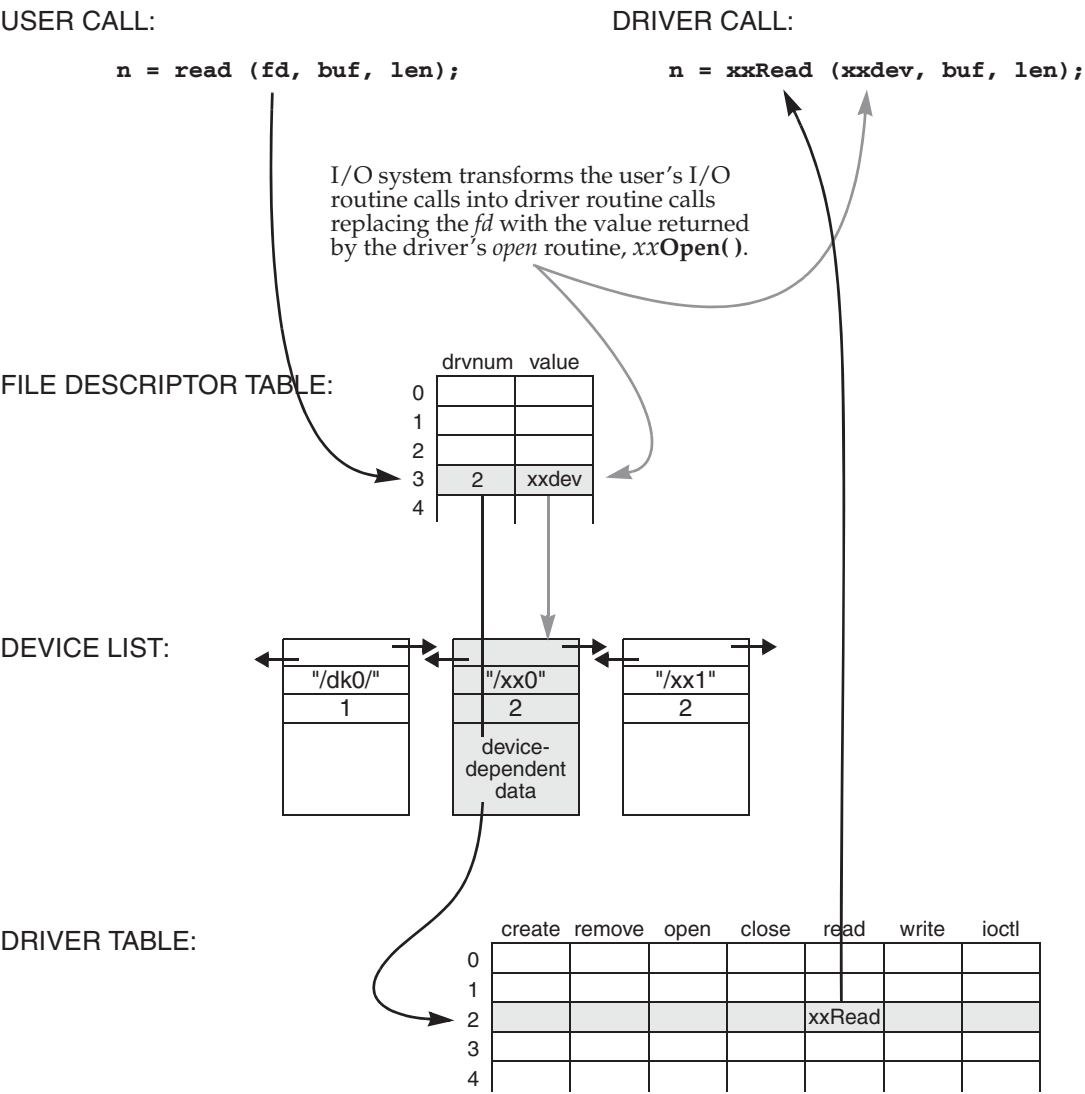 USER CALL:
DRIVER CALL:
n = read (fd, buf, len);
n = xxRead (xxdev, buf, len);
I/O system transforms the user's I/O
routine calls into driver routine calls
replacing the fd with the value returned
by the driver's open routine, xxOpen( ).
drvnum value
FILE DESCRIPTOR TABLE:
0
1
2
3 2 xxdev
4
DEVICE LIST:
"/dk0/" "/xx0" "/xx1"
1 2 2
device-
dependent
data
DRIVER TABLE:
create remove open close read write ioctl
0
1
2 xxRead
3
4